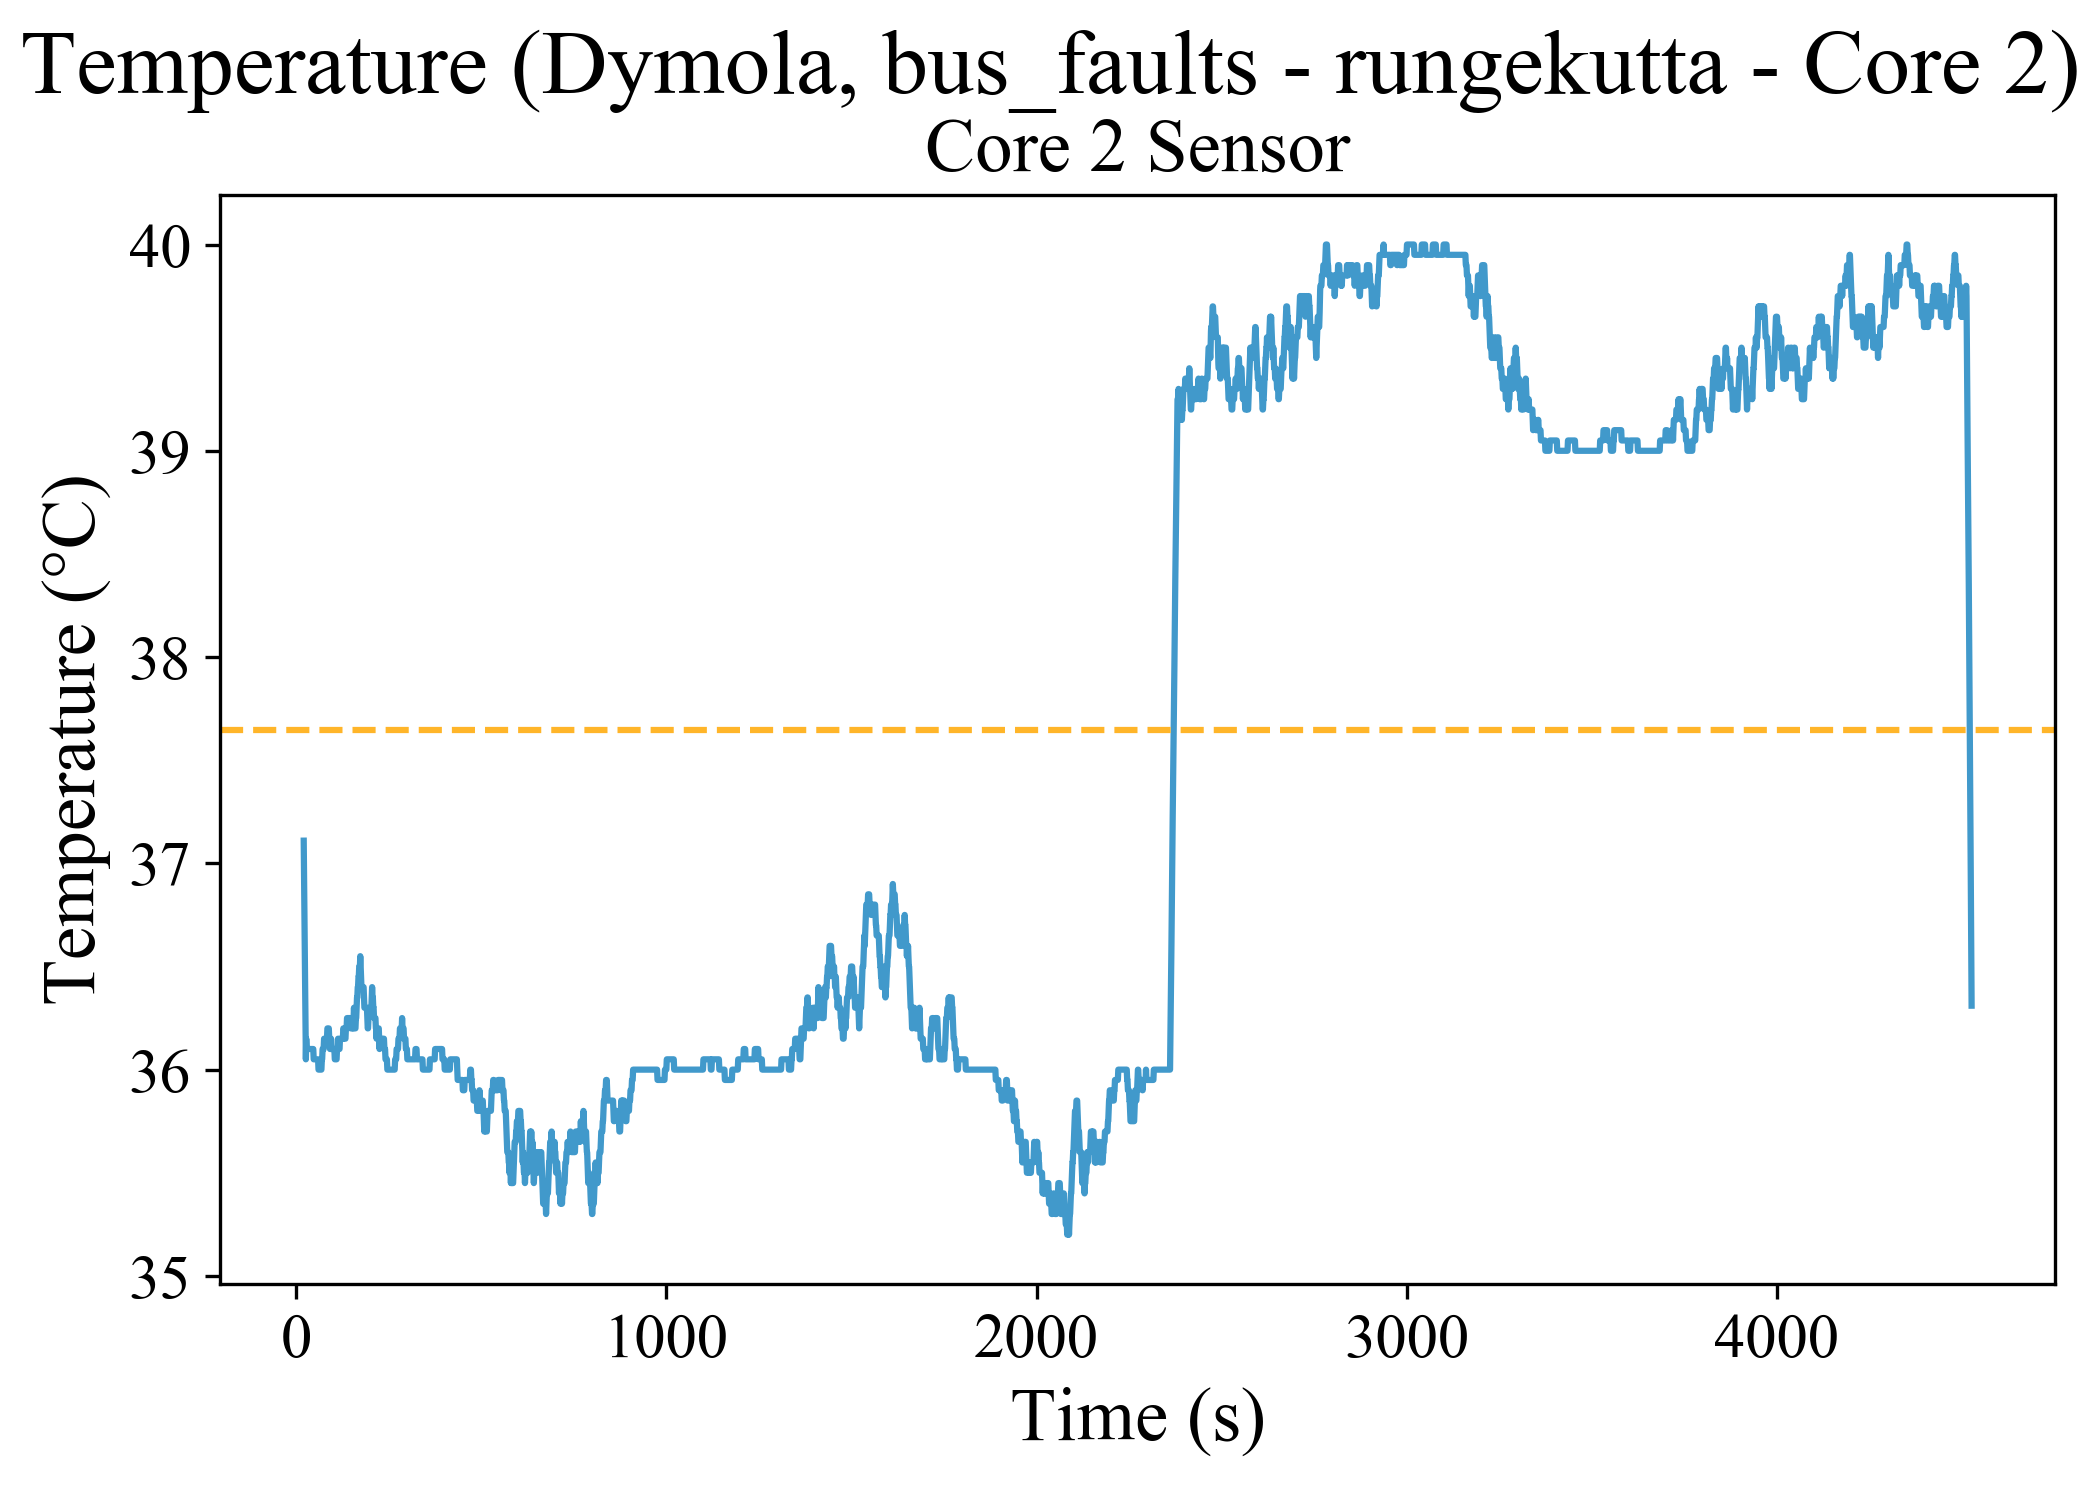 Temperature (Dymola, bus_faults - rungekutta - Core 2)
Core 2 Sensor
40
39
38
37
36
35
Temperature (°C)
0 1000 2000 3000 4000
Time (s)